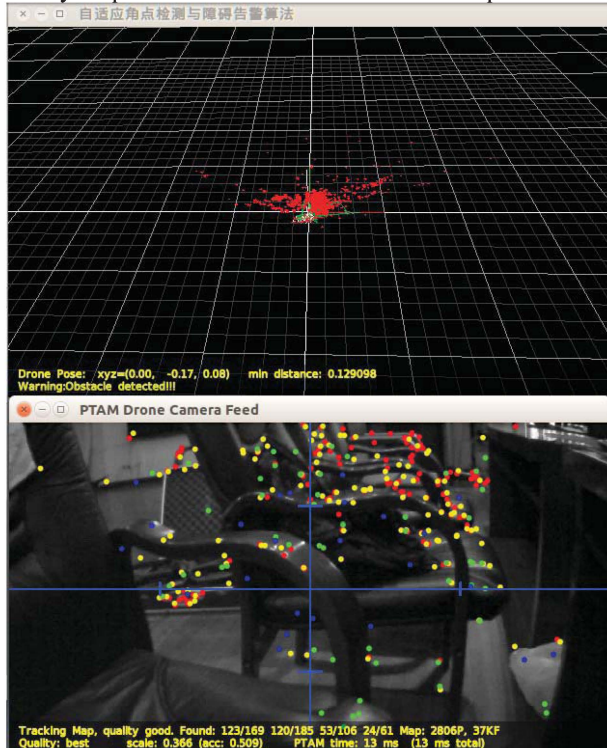 自适应角点检测与障碍告警算法
Drone Pose: xyz=(0.00, -0.17, 0.08) min distance: 0.129098
Warning:Obstacle detected!!!
PTAM Drone Camera Feed
Tracking Map, quality good. Found: 123/169 120/185 53/106 24/61 Map: 2806P, 37KF
Quality: best scale: 0.366 (acc: 0.509) PTAM time: 13 ms (13 ms total)